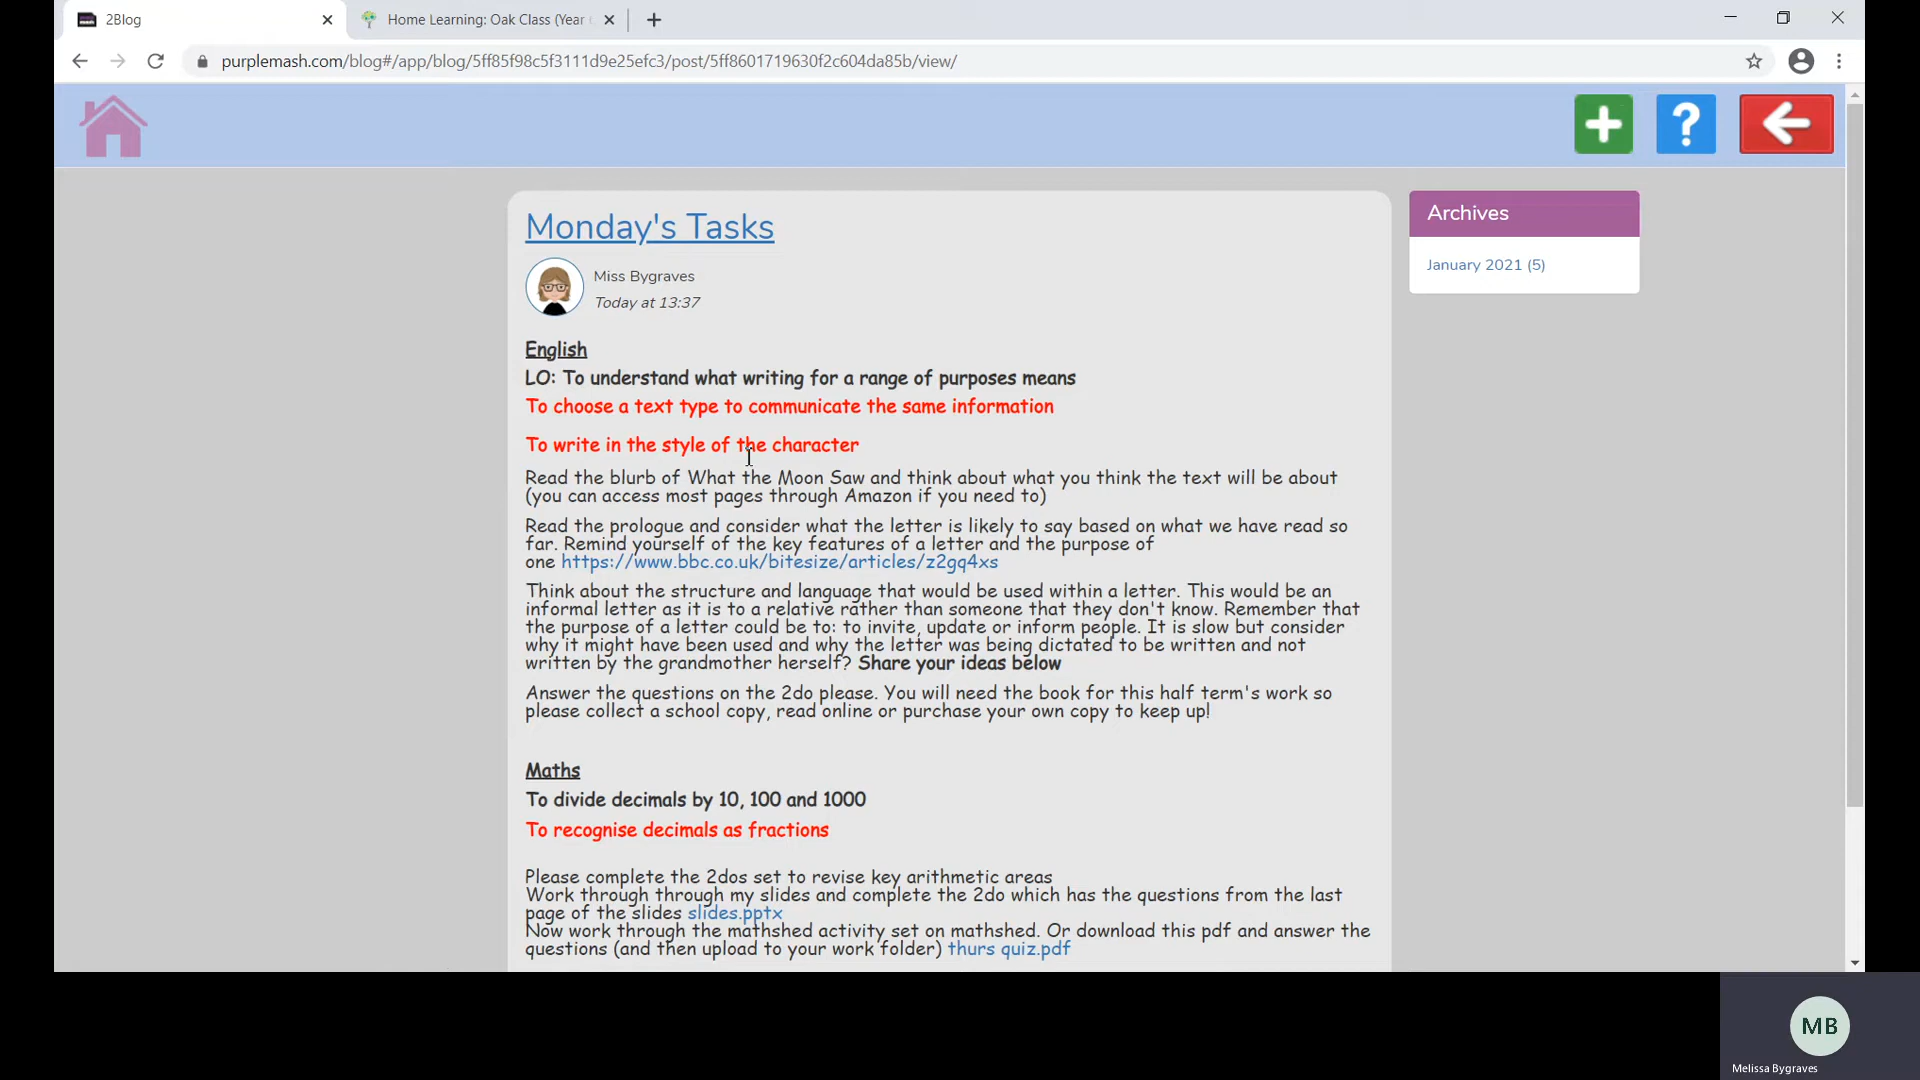 2Blog
Home Learning: Oak Class (Year
purplemash.com/blog#/app/blog/5ff85f98c5f3111d9e25efc3/post/5ff8601719630f2c604da85b/view/
Monday's Tasks
Miss Bygraves
Today at 13:37
Archives
January 2021 (5)
English
LO: To understand what writing for a range of purposes means
To choose a text type to communicate the same information
To write in the style of the character
Read the blurb of What the Moon Saw and think about what you think the text will be about
(you can access most pages through Amazon if you need to)
Read the prologue and consider what the letter is likely to say based on what we have read so
far. Remind yourself of the key features of a letter and the purpose of
one https://www.bbc.co.uk/bitesize/articles/z2gq4xs
Think about the structure and language that would be used within a letter. This would be an
informal letter as it is to a relative rather than someone that they don't know. Remember that
the purpose of a letter could be to: to invite, update or inform people. It is slow but consider
why it might have been used and why the letter was being dictated to be written and not
written by the grandmother herself? Share your ideas below
Answer the questions on the 2do please. You will need the book for this half term's work so
please collect a school copy, read online or purchase your own copy to keep up!
Maths
To divide decimals by 10, 100 and 1000
To recognise decimals as fractions
Please complete the 2dos set to revise key arithmetic areas
Work through through my slides and complete the 2do which has the questions from the last
page of the slides slides.pptx
Now work through the mathshed activity set on mathshed. Or download this pdf and answer the
questions (and then upload to your work folder) thurs quiz.pdf
MB
Melissa Bygraves